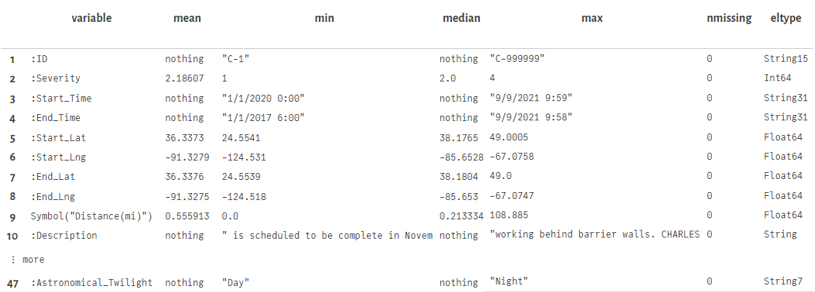 variable mean min median max nmissing eltype
1 :ID nothing "C-1" nothing "C-999999" 0 String15
2 :Severity 2.18607 1 2.0 4 0 Int64
3 :Start_Time nothing "1/1/2020 0:00" nothing "9/9/2021 9:59" 0 String31
4 :End_Time nothing "1/1/2017 6:00" nothing "9/9/2021 9:58" 0 String31
5 :Start_Lat 36.3373 24.5541 38.1765 49.0005 0 Float64
6 :Start_Lng -91.3279 -124.531 -85.6528 -67.0758 0 Float64
7 :End_Lat 36.3376 24.5539 38.1804 49.0 0 Float64
8 :End_Lng -91.3275 -124.518 -85.653 -67.0747 0 Float64
9 Symbol("Distance(mi)") 0.555913 0.0 0.213334 108.885 0 Float64
10 :Description nothing " is scheduled to be complete in Novem nothing "working behind barrier walls. CHARLES 0 String
⋮ more
47 :Astronomical_Twilight nothing "Day" nothing "Night" 0 String7